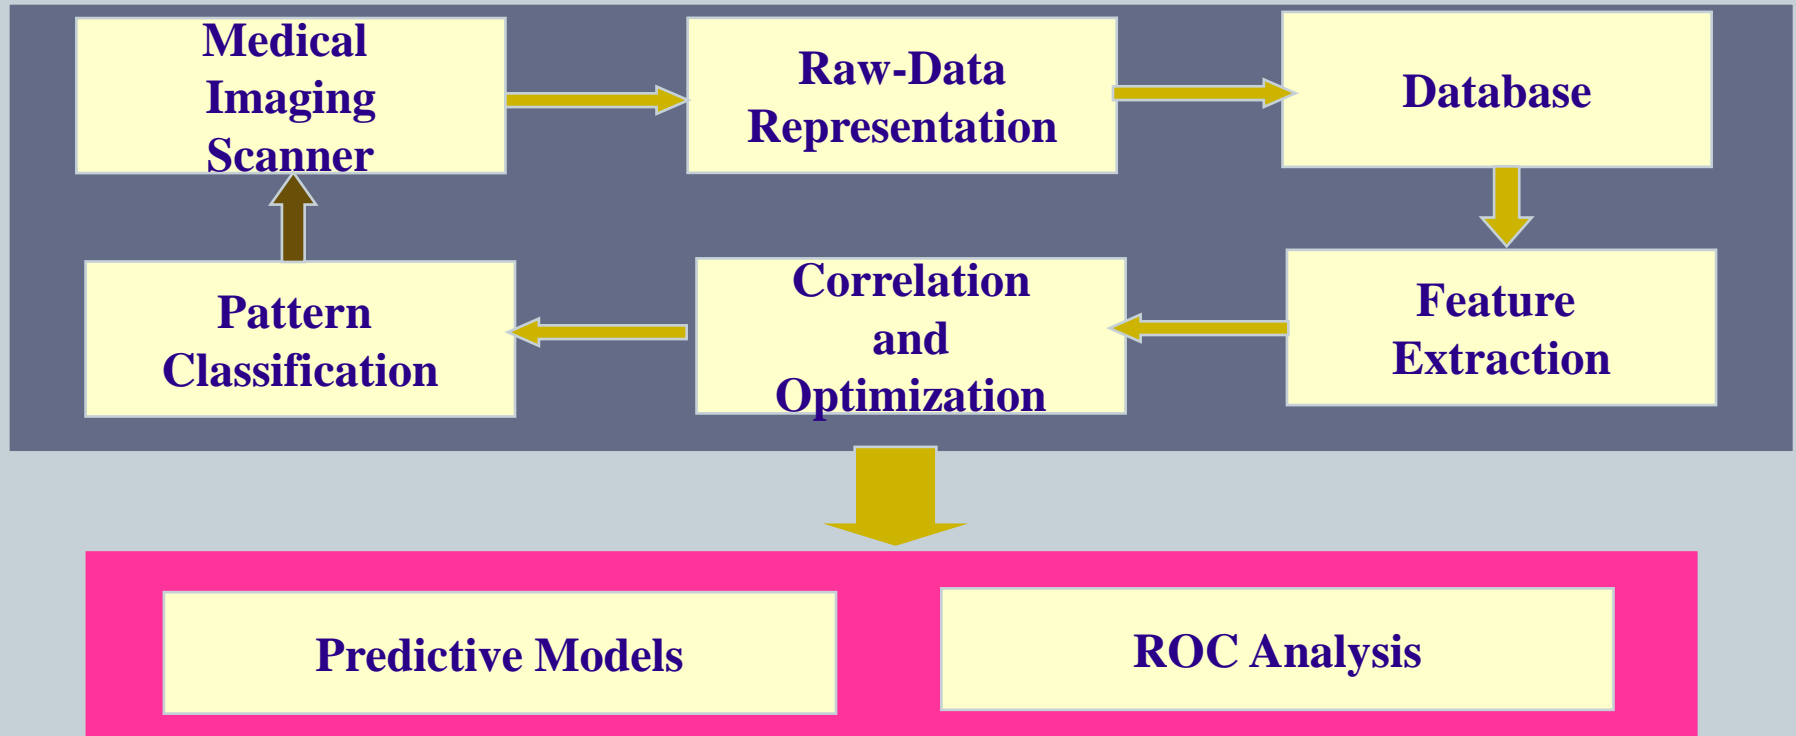 Medical
Imaging
Scanner
Raw-Data
Representation
Database
Pattern
Classification
Correlation
and
Optimization
Feature
Extraction
Predictive Models
ROC Analysis